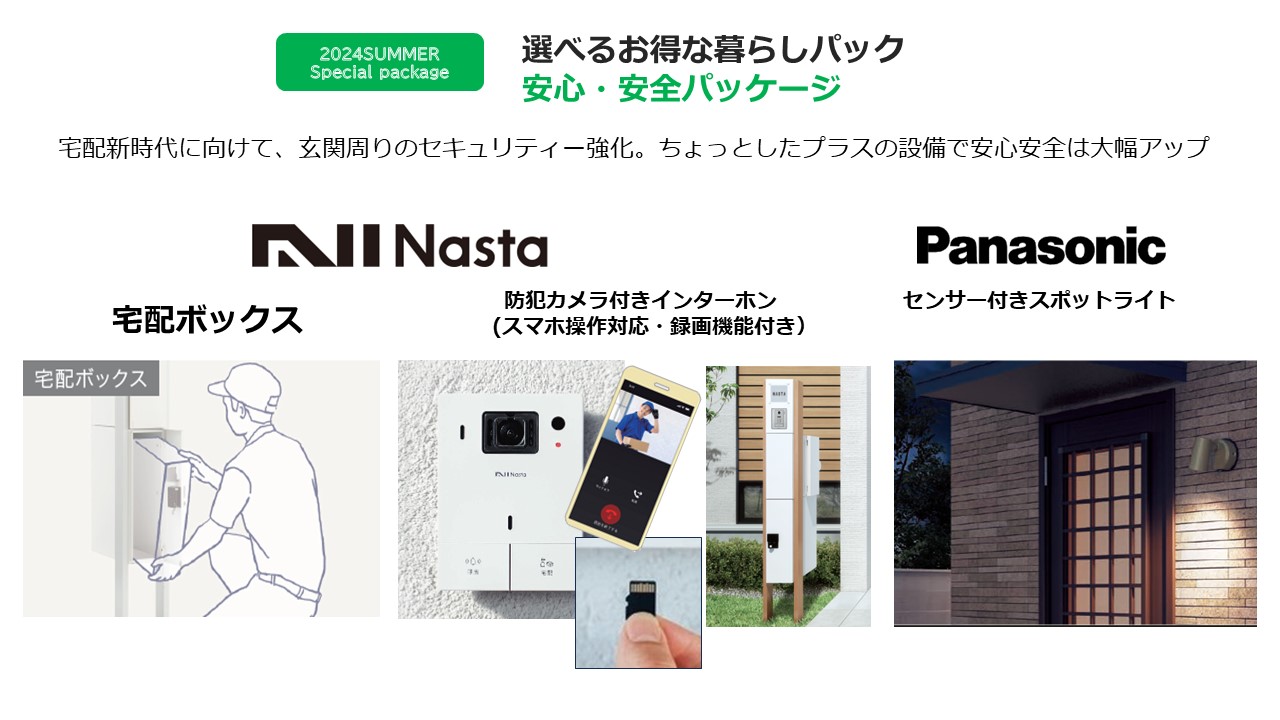 2024SUMMER
Special package
選べるお得な暮らしパック
安心・安全パッケージ
宅配新時代に向けて、玄関周りのセキュリティー強化。ちょっとしたプラスの設備で安心安全は大幅アップ
Nasta
Panasonic
宅配ボックス
防犯カメラ付きインターホン
(スマホ操作対応・録画機能付き）
センサー付きスポットライト
宅配ボックス
Nasta
NASTA